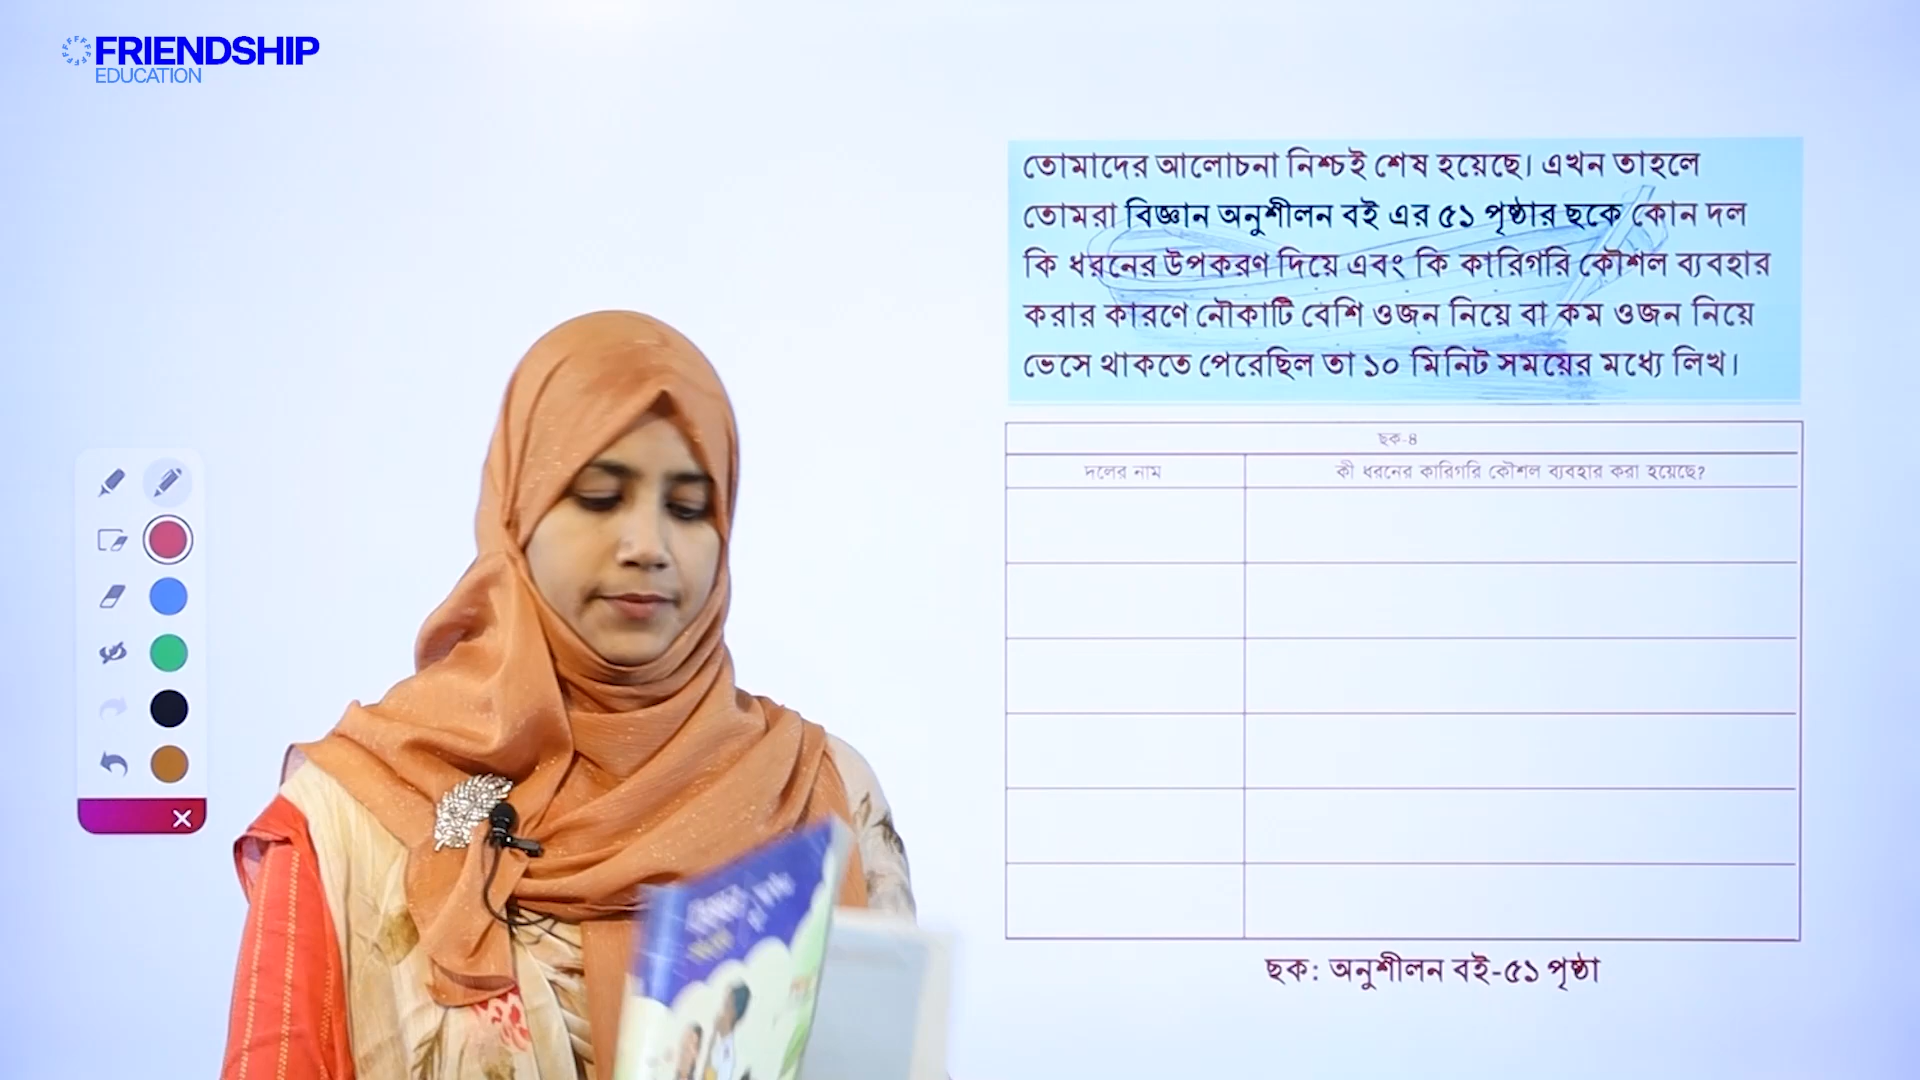 FRIENDSHIP
EDUCATION
তোমাদের আলোচনা নিশ্চই শেষ হয়েছে। এখন তাহলে
তোমরা বিজ্ঞান অনুশীলন বই এর ৫১ পৃষ্ঠার ছকে কোন দল
কি ধরনের উপকরণ দিয়ে এবং কি কারিগরি কৌশল ব্যবহার
করার কারণে নৌকাটি বেশি ওজন নিয়ে বা কম ওজন নিয়ে
ভেসে থাকতে পেরেছিল তা ১০ মিনিট সময়ের মধ্যে লিখ।
ছক-৪
দলের নাম
কী ধরনের কারিগরি কৌশল ব্যবহার করা হয়েছে?
ছক: অনুশীলন বই-৫১ পৃষ্ঠা